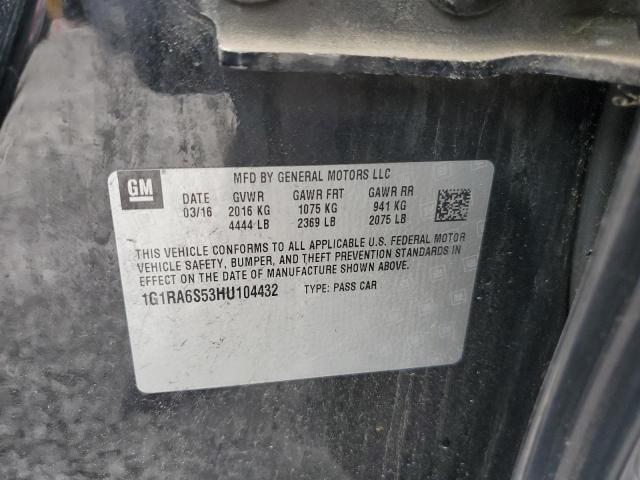 GM
MFD BY GENERAL MOTORS LLC
DATE GVWR GAWR FRT GAWR RR
03/16 2016 KG 1075 KG 941 KG
4444 LB 2369 LB 2075 LB
THIS VEHICLE CONFORMS TO ALL APPLICABLE U.S. FEDERAL MOTOR
VEHICLE SAFETY, BUMPER, AND THEFT PREVENTION STANDARDS IN
EFFECT ON THE DATE OF MANUFACTURE SHOWN ABOVE.
1G1RA6S53HU104432 TYPE: PASS CAR